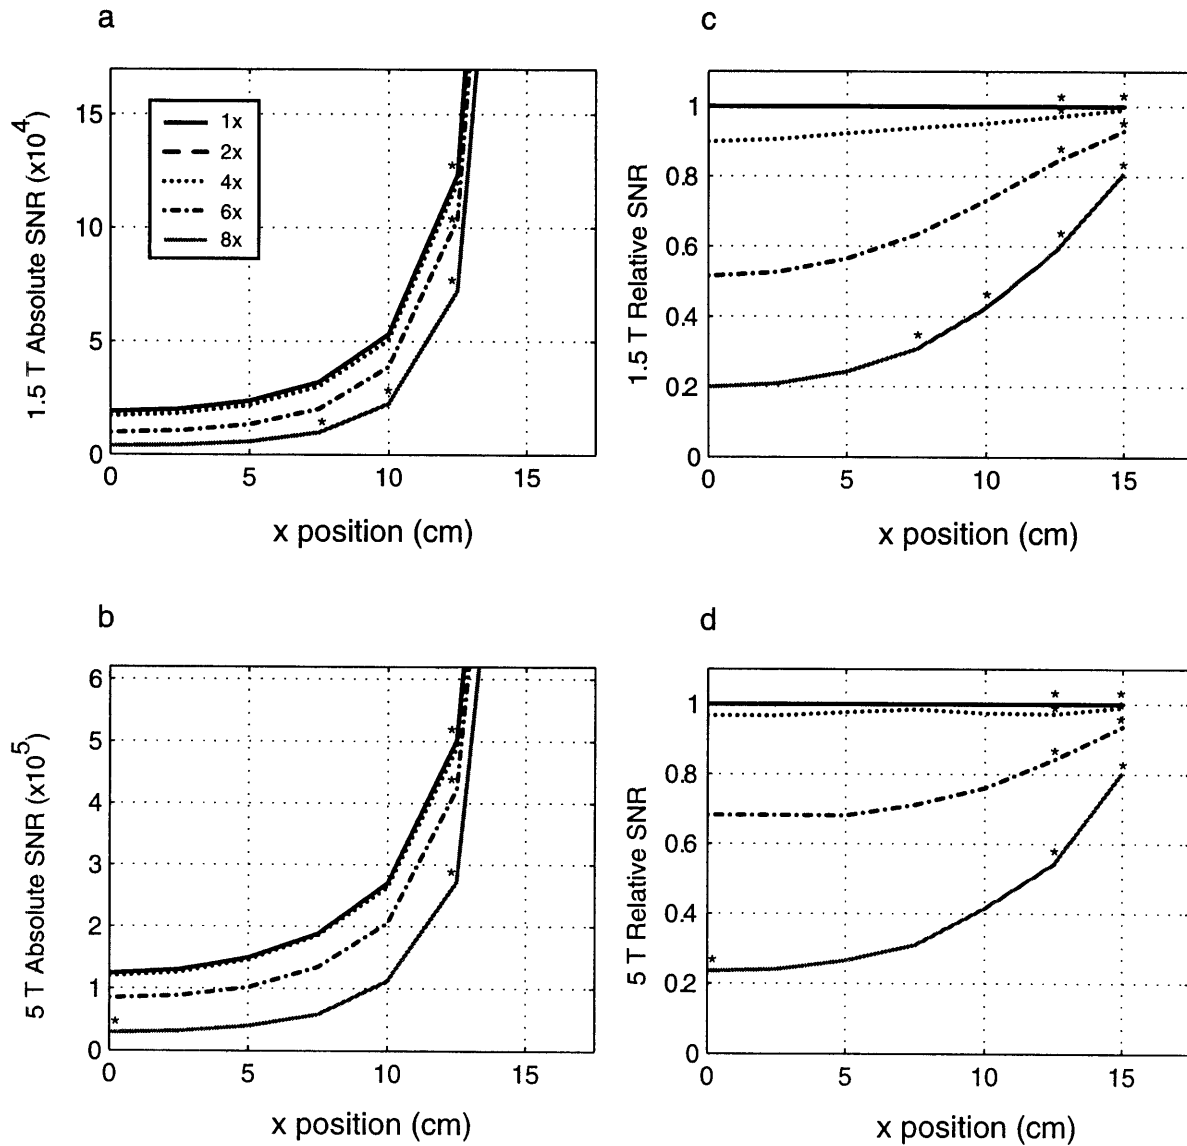 a
1.5 T Absolute SNR (x10^4)
15
10
5
0
1x
2x
4x
6x
8x
0 5 10 15
x position (cm)
c
1.5 T Relative SNR
1
0.8
0.6
0.4
0.2
0
0 5 10 15
x position (cm)
b
5 T Absolute SNR (x10^5)
6
5
4
3
2
1
0
0 5 10 15
x position (cm)
d
5 T Relative SNR
1
0.8
0.6
0.4
0.2
0
0 5 10 15
x position (cm)